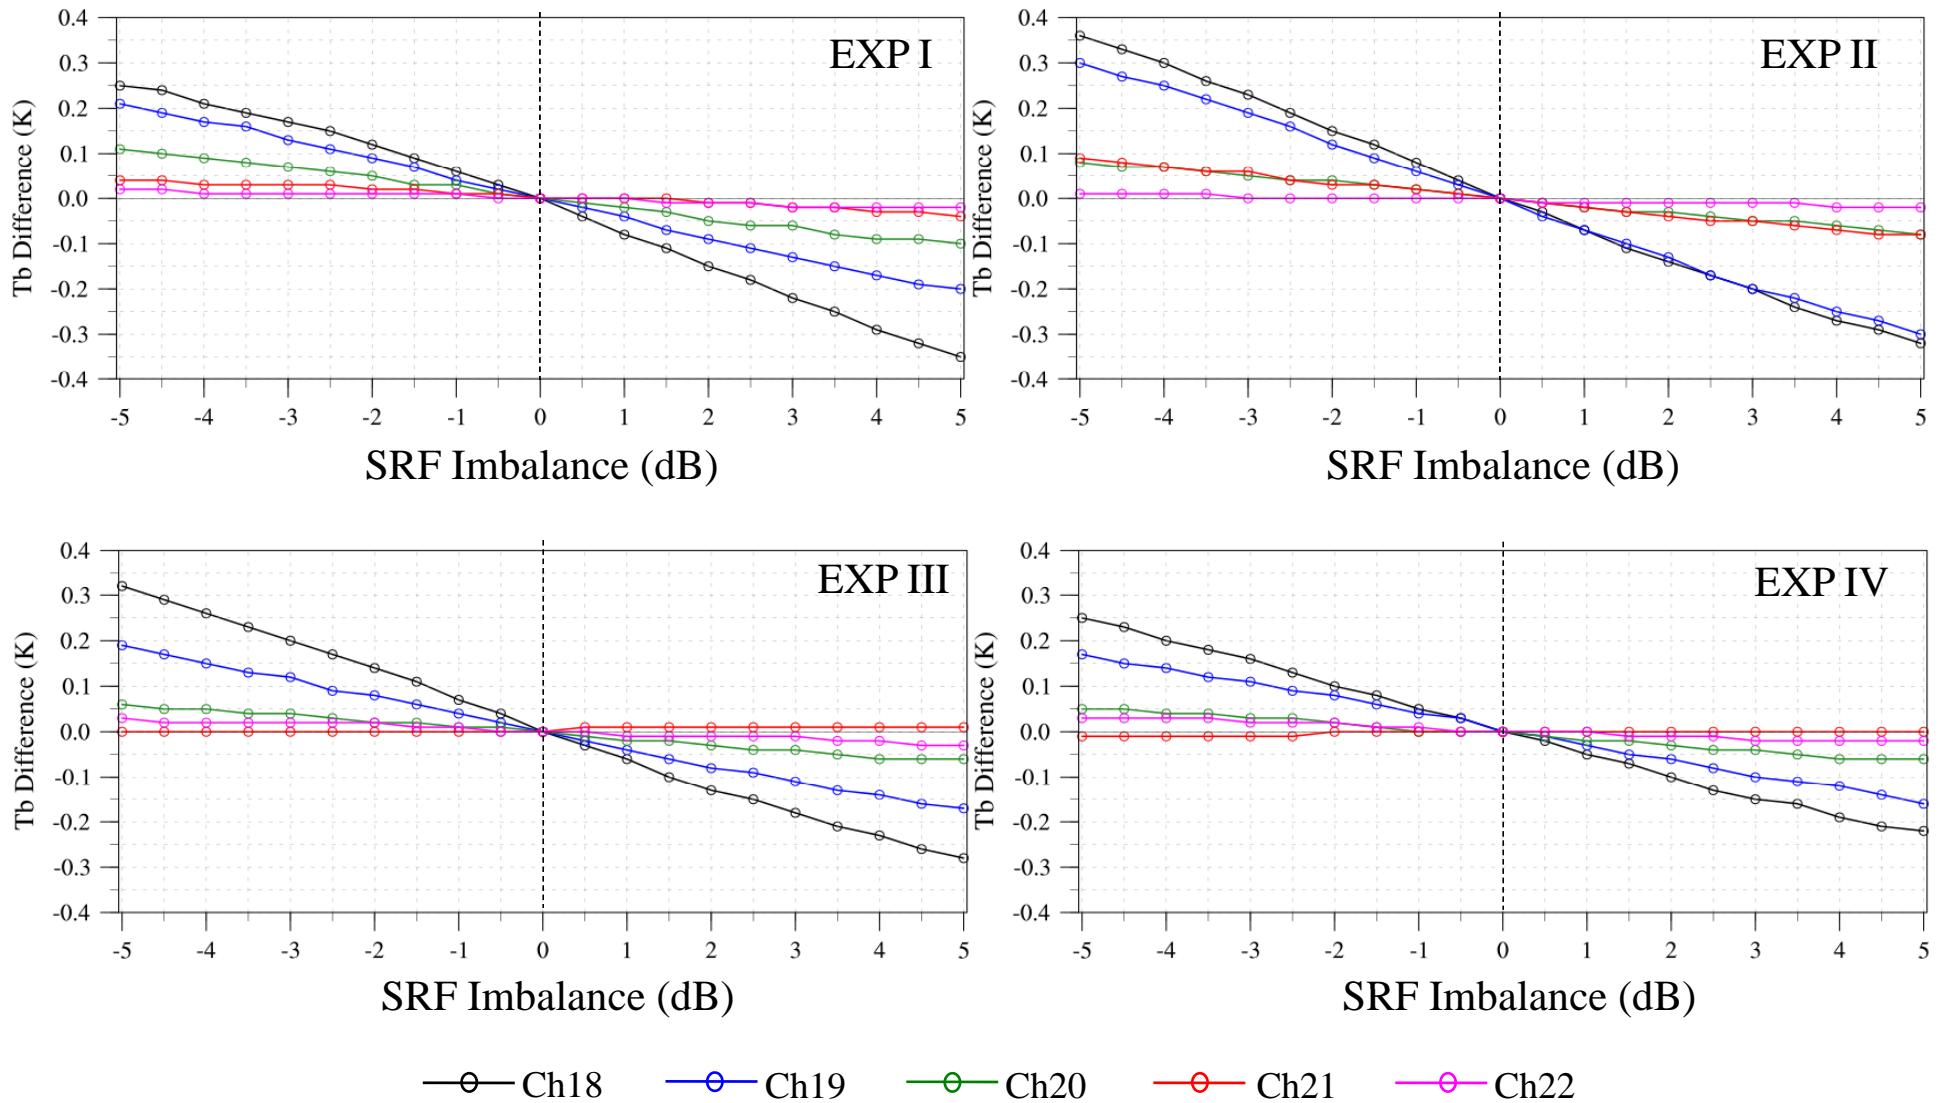 EXP I
Tb Difference (K)
0.4
0.3
0.2
0.1
0.0
-0.1
-0.2
-0.3
-0.4
-5 -4 -3 -2 -1 0 1 2 3 4 5
SRF Imbalance (dB)
EXP II
Tb Difference (K)
0.4
0.3
0.2
0.1
0.0
-0.1
-0.2
-0.3
-0.4
-5 -4 -3 -2 -1 0 1 2 3 4 5
SRF Imbalance (dB)
EXP III
Tb Difference (K)
0.4
0.3
0.2
0.1
0.0
-0.1
-0.2
-0.3
-0.4
-5 -4 -3 -2 -1 0 1 2 3 4 5
SRF Imbalance (dB)
EXP IV
Tb Difference (K)
0.4
0.3
0.2
0.1
0.0
-0.1
-0.2
-0.3
-0.4
-5 -4 -3 -2 -1 0 1 2 3 4 5
SRF Imbalance (dB)
Ch18 Ch19 Ch20 Ch21 Ch22